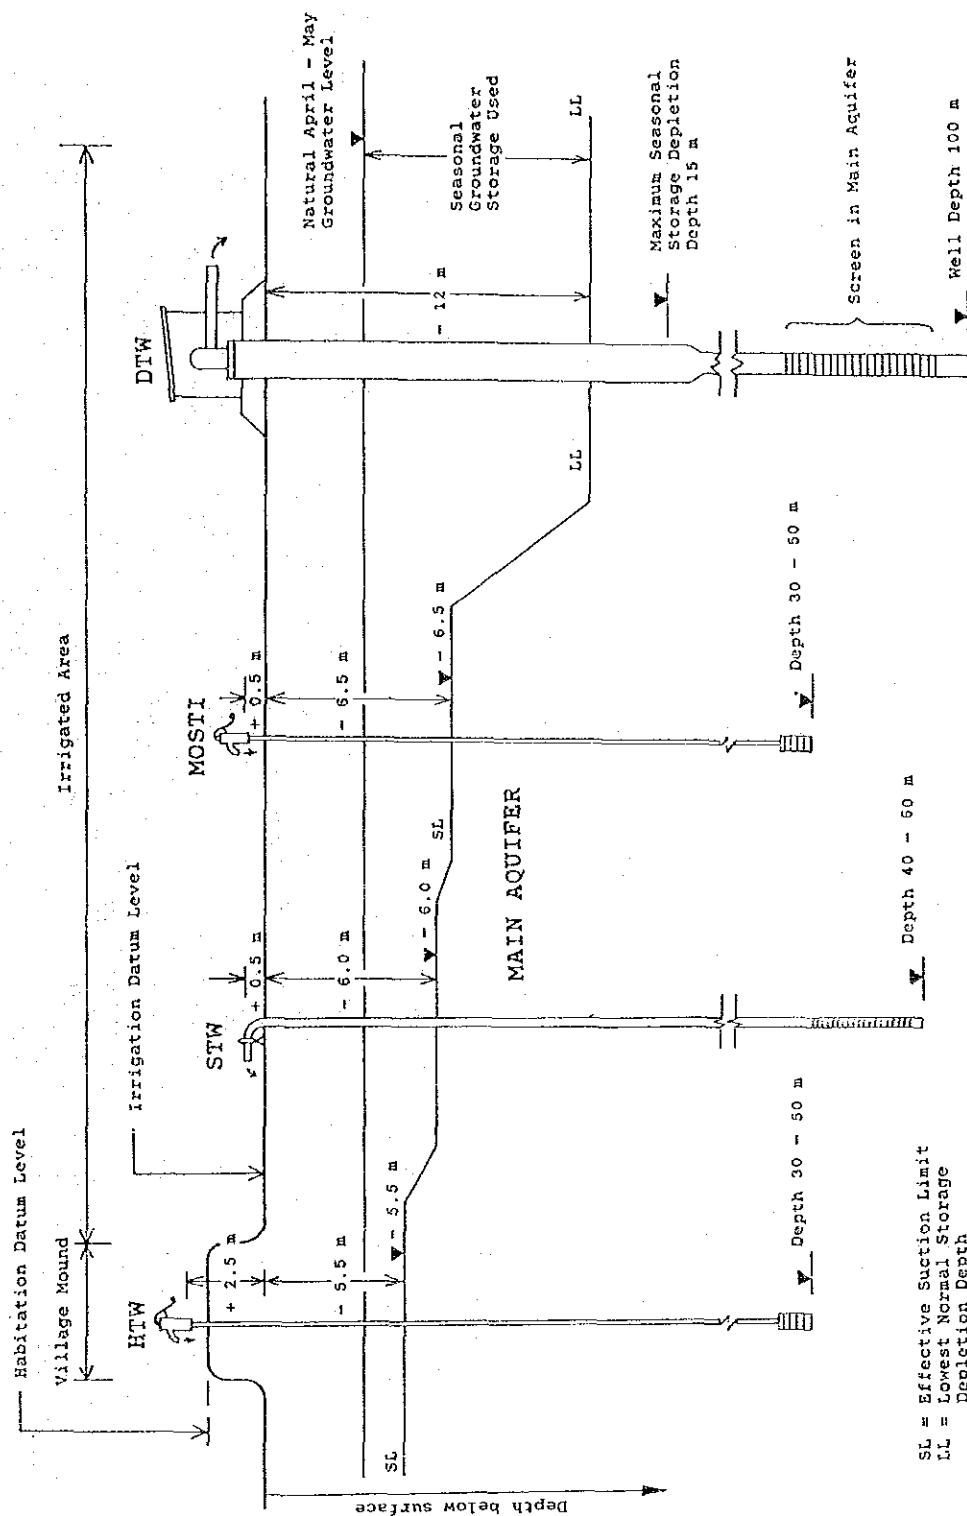 Habitation Datum Level
Village Mound
Irrigated Area
Irrigation Datum Level
HTW
STW
MOSTI
DTW
+ 2.5 m
- 5.5 m
- 5.5 m
+ 0.5 m
- 6.0 m
- 6.0 m
+ 0.5 m
- 6.5 m
- 6.5 m
- 12 m
Natural April - May
Groundwater Level
Seasonal
Groundwater
Storage Used
SL
SL
LL
LL
MAIN AQUIFER
Maximum Seasonal
Storage Depletion
Depth 15 m
Screen in Main Aquifer
Well Depth 100 m
Depth 30 - 50 m
Depth 40 - 60 m
Depth 30 - 50 m
Depth below surface
SL = Effective Suction Limit
LL = Lowest Normal Storage
Depletion Depth